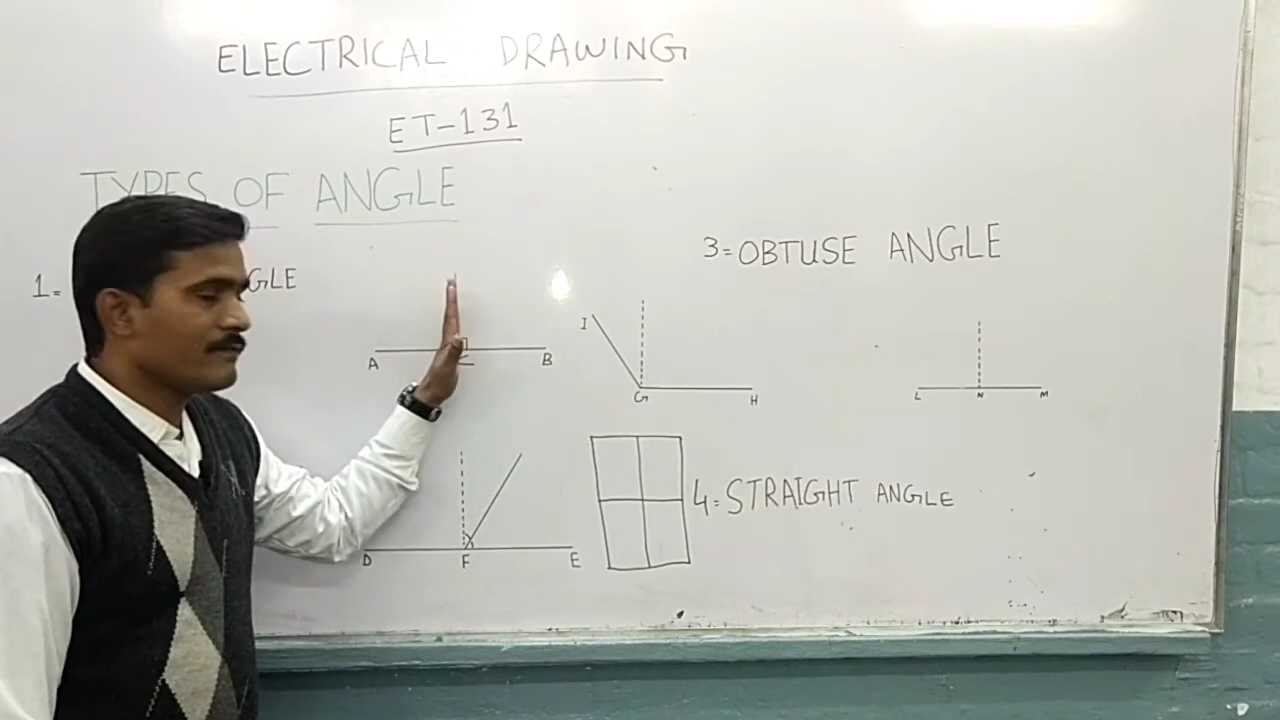 ELECTRICAL DRAWING
ET-131
TYPES OF ANGLE
1= GLE
A B
3= OBTUSE ANGLE
I
G H
L N M
D F E
4= STRAIGHT ANGLE